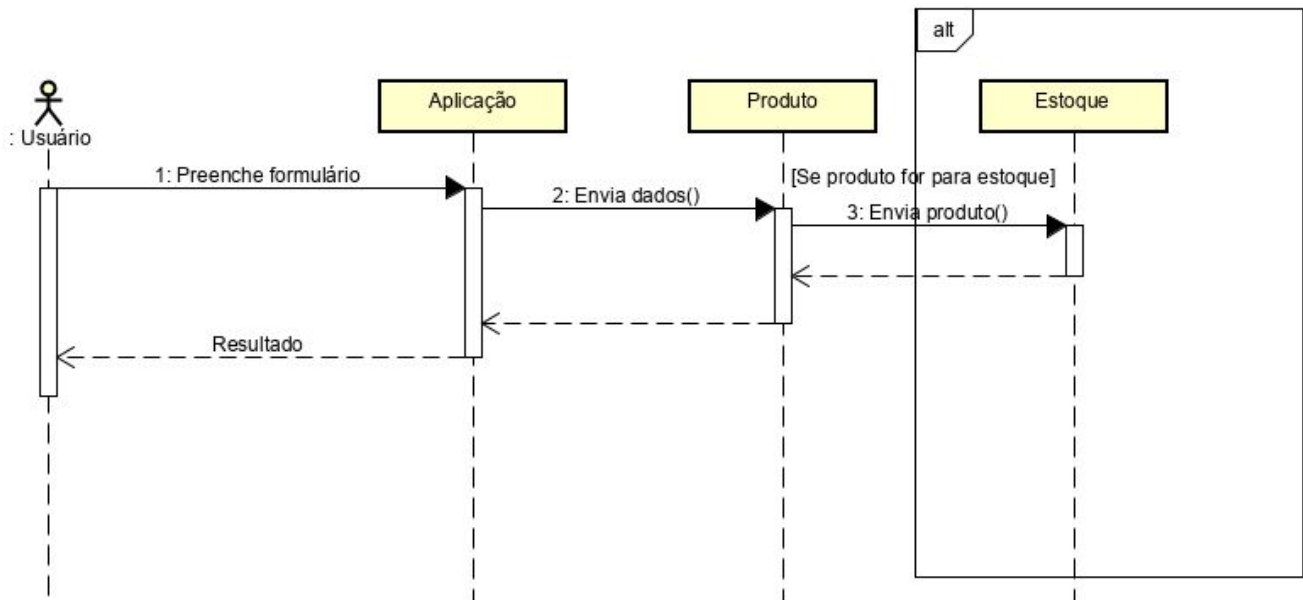 alt
Aplicação
Produto
Estoque
: Usuário
1: Preenche formulário
[Se produto for para estoque]
2: Envia dados()
3: Envia produto()
Resultado